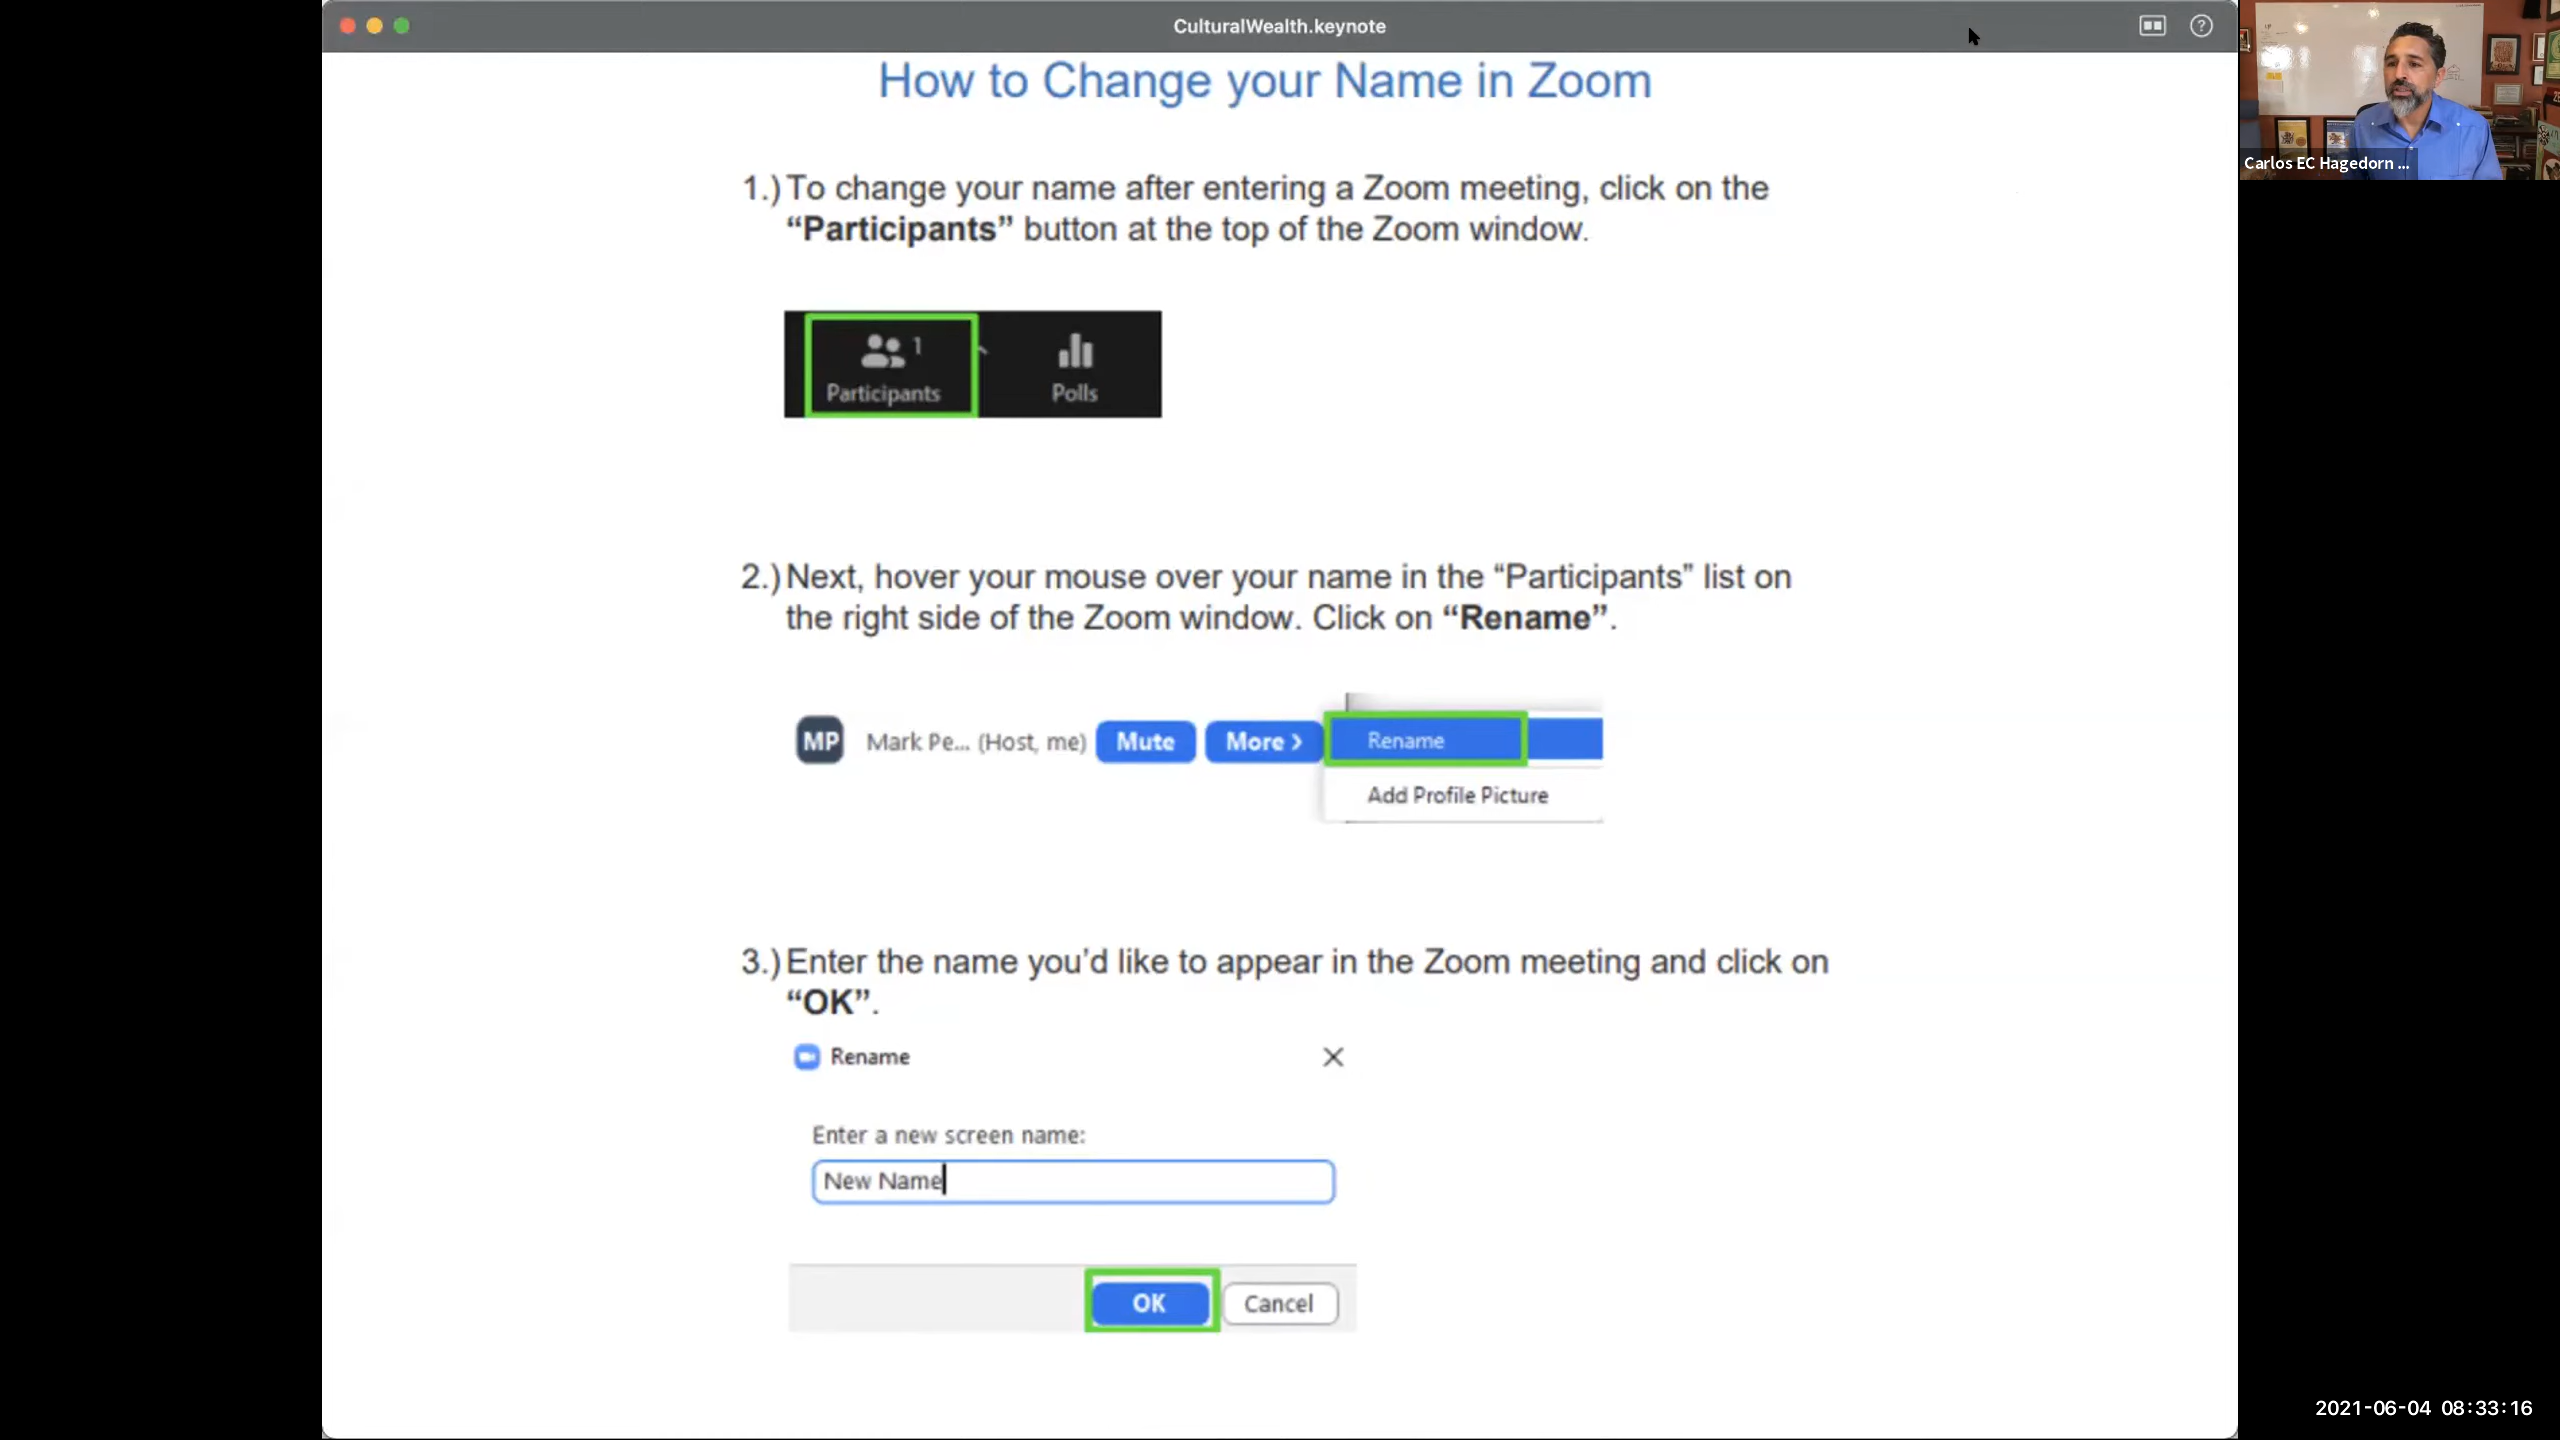 CulturalWealth.keynote
How to Change your Name in Zoom
1.) To change your name after entering a Zoom meeting, click on the
“Participants” button at the top of the Zoom window.
1
Participants
Polls
2.) Next, hover your mouse over your name in the “Participants” list on
the right side of the Zoom window. Click on “Rename”.
MP Mark Pe... (Host, me) Mute More > Rename
Add Profile Picture
3.) Enter the name you’d like to appear in the Zoom meeting and click on
“OK”.
Rename
Enter a new screen name:
New Name
OK Cancel
Carlos EC Hagedorn ...
2021-06-04 08:33:16